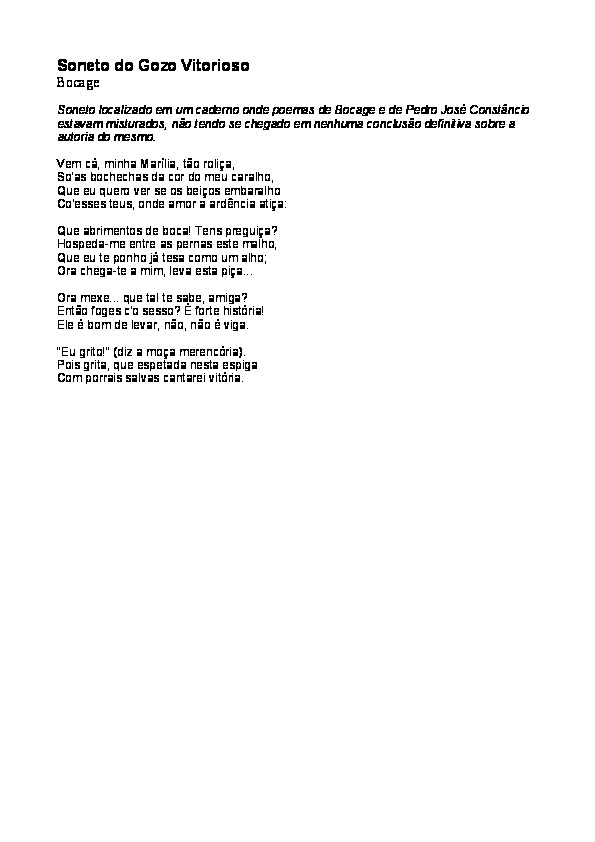 Soneto do Gozo Vitorioso
Bocage
Soneto localizado em um caderno onde poemas de Bocage e de Pedro José Constâncio
estavam misturados, não tendo se chegado em nenhuma conclusão definitiva sobre a
autoria do mesmo.
Vem cá, minha Marília, tão roliça,
So'as bochechas da cor do meu caralho,
Que eu quero ver se os beiços embaralho
Co'esses teus, onde amor a ardência atiça:
Que abrimentos de boca! Tens preguiça?
Hospeda-me entre as pernas este malho,
Que eu te ponho já tesa como um alho;
Ora chega-te a mim, leva esta piça...
Ora mexe... que tal te sabe, amiga?
Então foges c'o sesso? É forte história!
Ele é bom de levar, não, não é viga.
"Eu grito!" (diz a moça merencória).
Pois grita, que espetada nesta espiga
Com porrais salvas cantarei vitória.